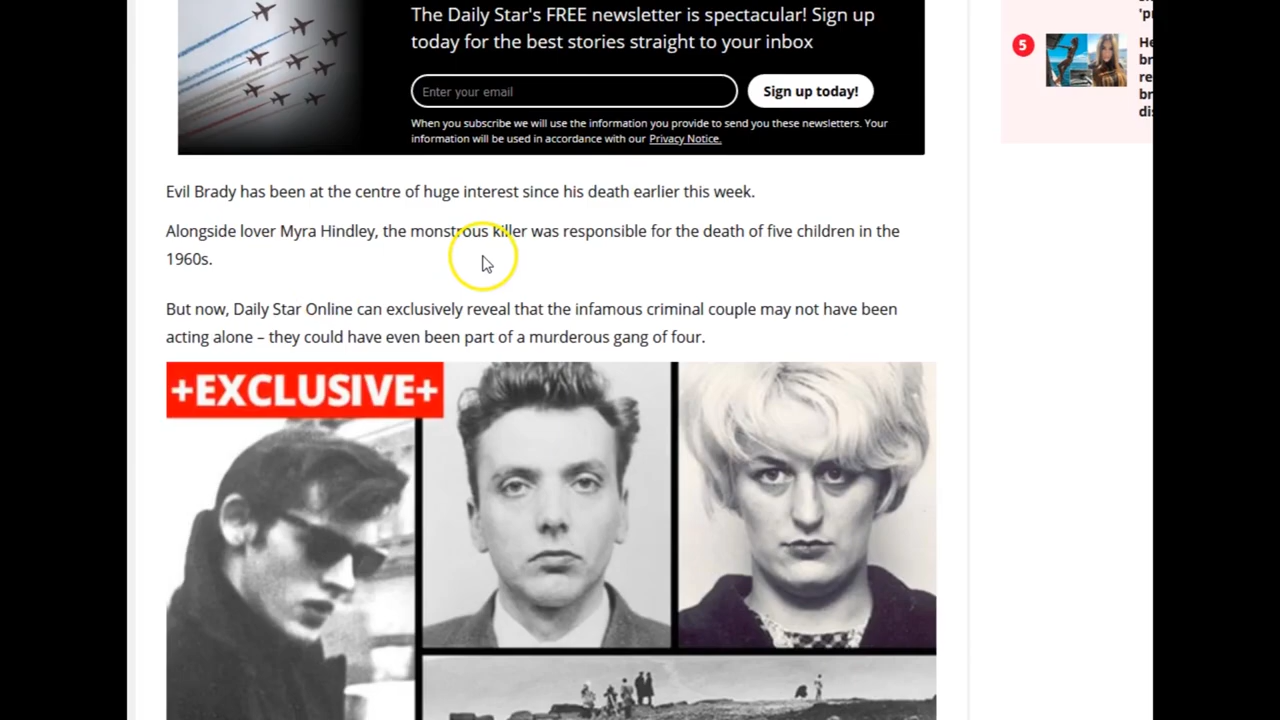 The Daily Star's FREE newsletter is spectacular! Sign up
today for the best stories straight to your inbox
Enter your email
Sign up today!
When you subscribe we will use the information you provide to send you these newsletters. Your
information will be used in accordance with our Privacy Notice.
5
Evil Brady has been at the centre of huge interest since his death earlier this week.
Alongside lover Myra Hindley, the monstrous killer was responsible for the death of five children in the
1960s.
But now, Daily Star Online can exclusively reveal that the infamous criminal couple may not have been
acting alone – they could have even been part of a murderous gang of four.
+EXCLUSIVE+